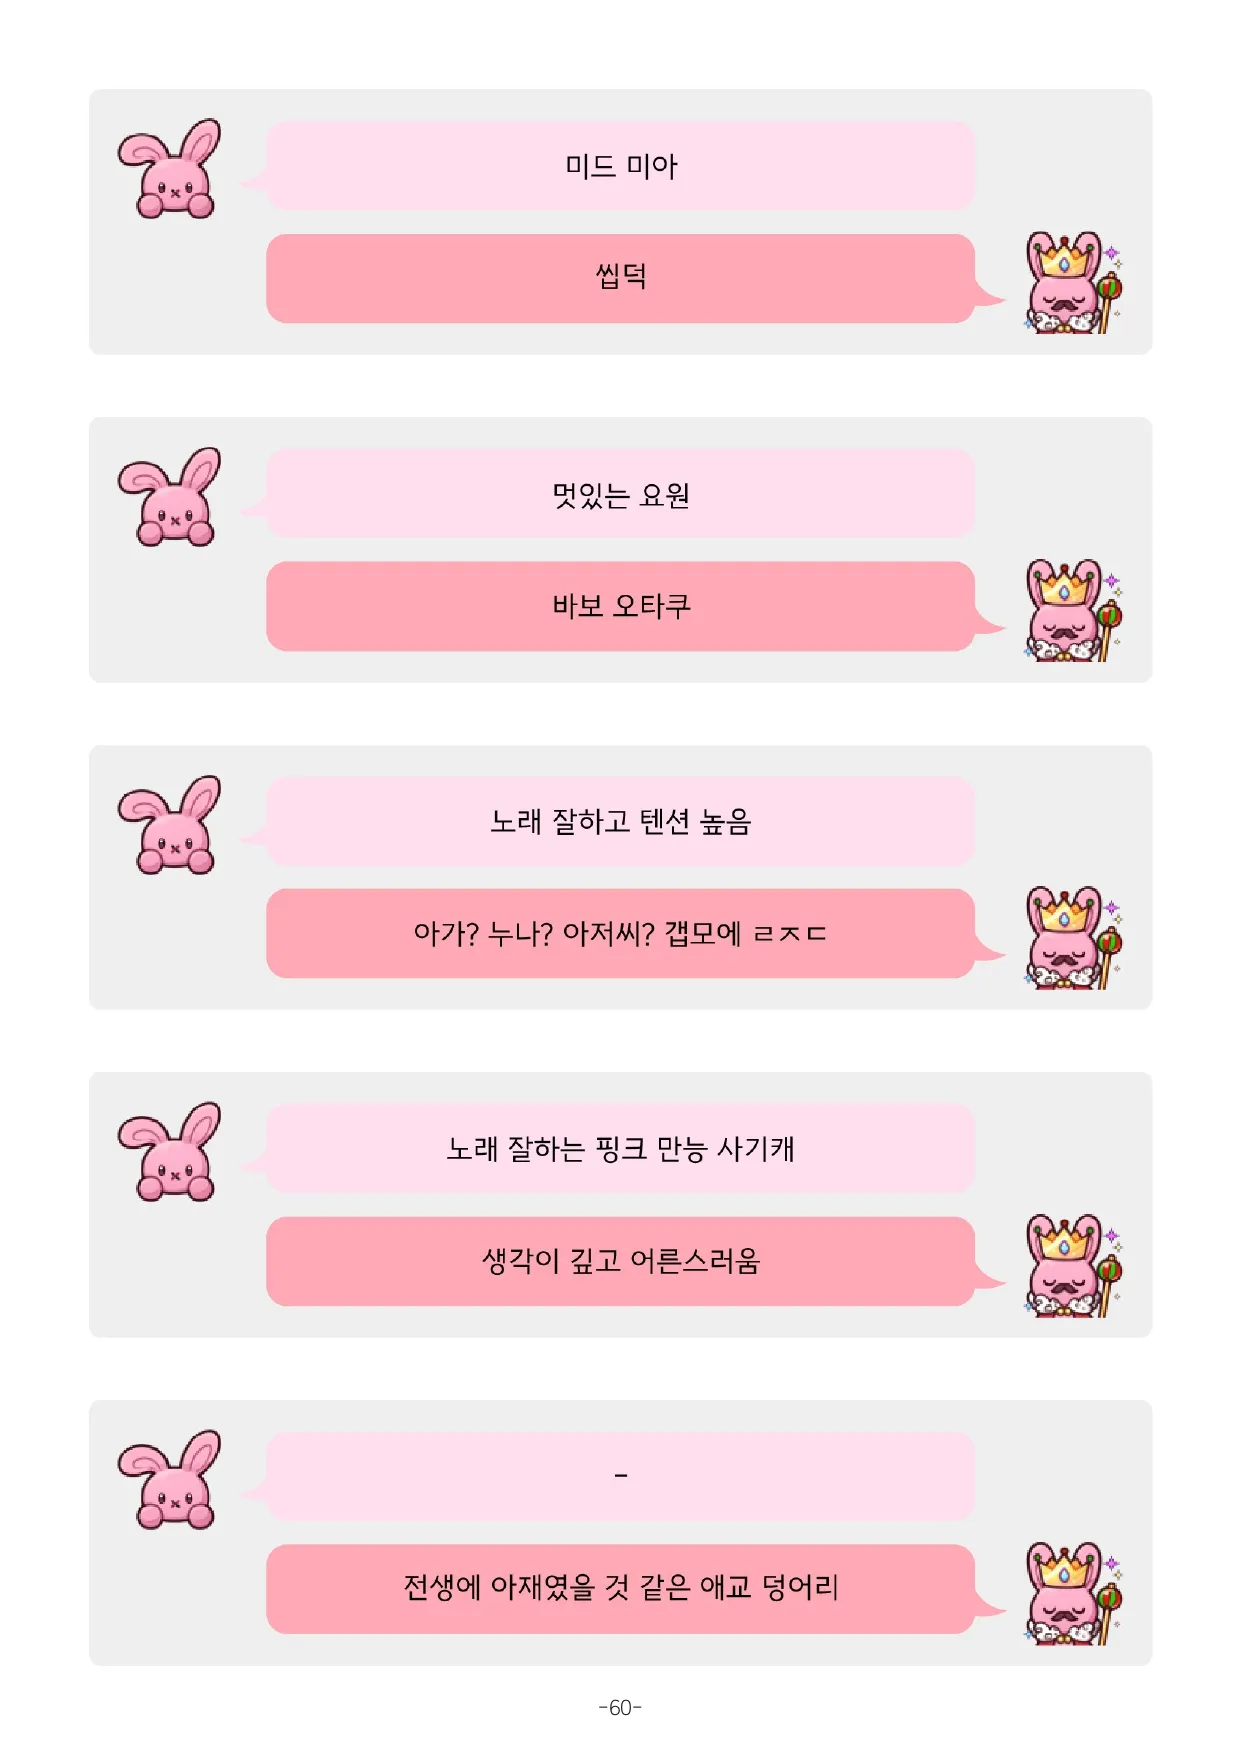 미드 미아
씹덕
멋있는 요원
바보 오타쿠
노래 잘하고 텐션 높음
아가? 누나? 아저씨? 갭모에 ㄹㅈㄷ
노래 잘하는 핑크 만능 사기캐
생각이 깊고 어른스러움
-
전생에 아재였을 것 같은 애교 덩어리
-60-